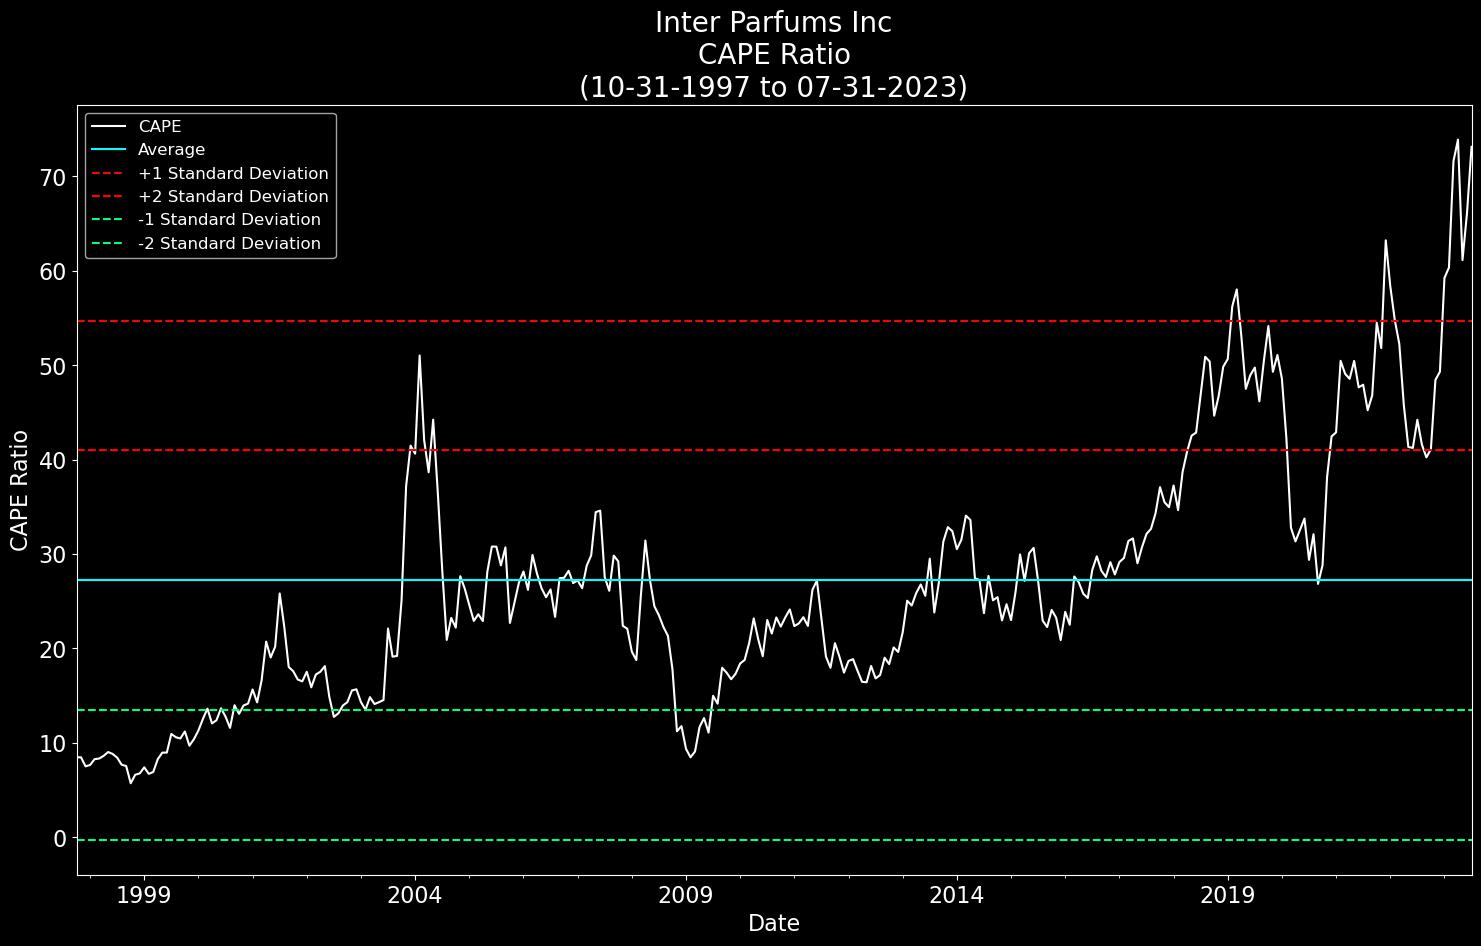 Inter Parfums Inc
CAPE Ratio
(10-31-1997 to 07-31-2023)
CAPE
Average
+1 Standard Deviation
+2 Standard Deviation
-1 Standard Deviation
-2 Standard Deviation
70
60
50
40
30
20
10
0
CAPE Ratio
1999 2004 2009 2014 2019
Date